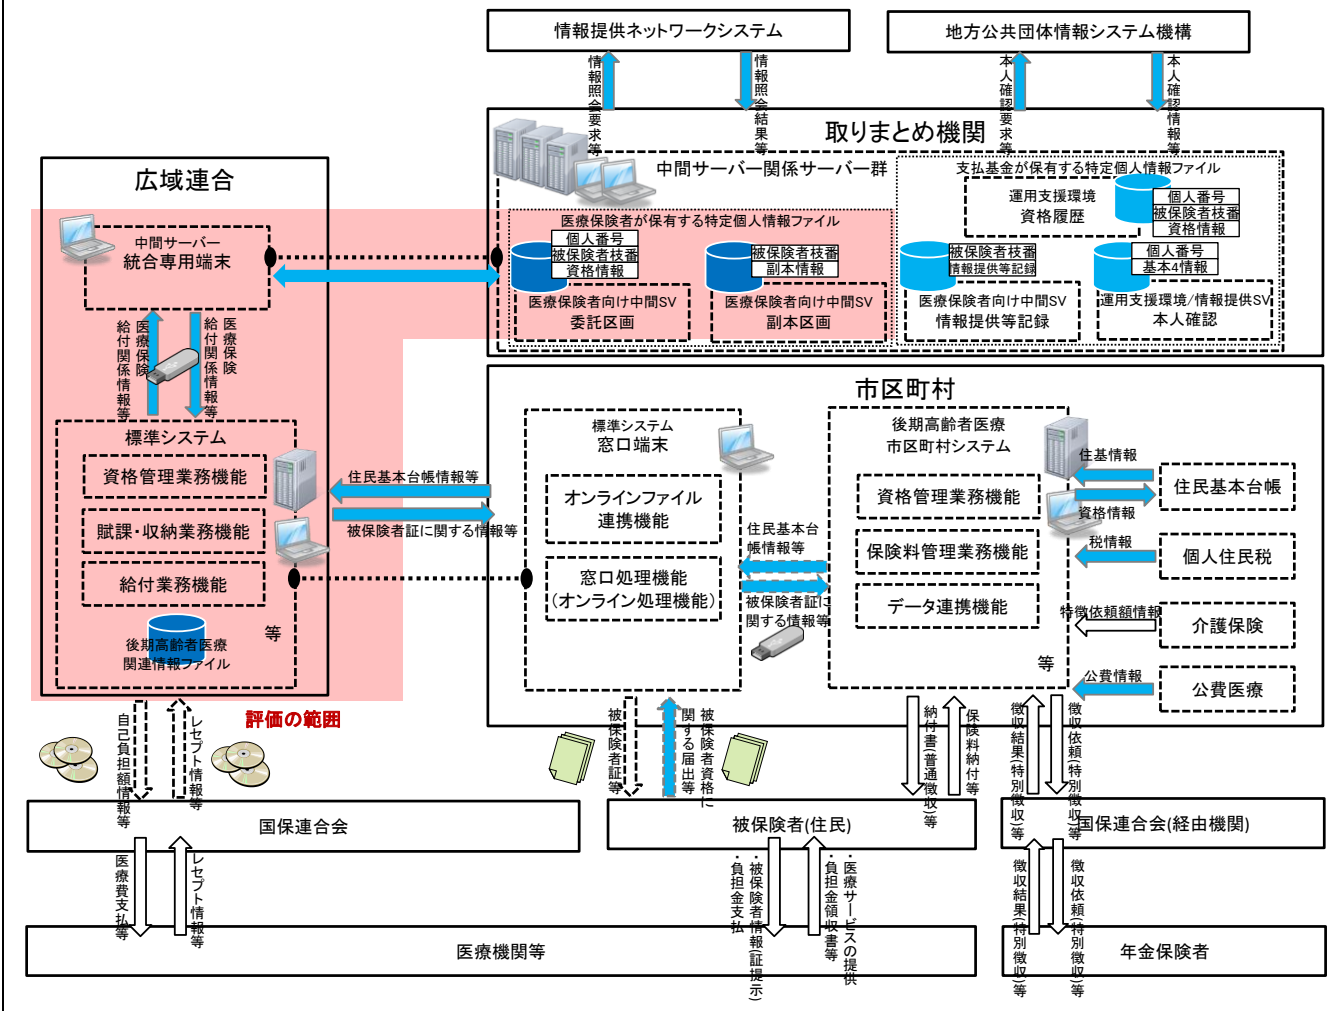 情報提供ネットワークシステム
地方公共団体情報システム機構
情報照会要求等
情報照会結果等
本人確認要求等
本人確認情報等
取りまとめ機関
中間サーバー関係サーバー群
支払基金が保有する特定個人情報ファイル
運用支援環境
資格履歴
個人番号
被保険者枝番
資格情報
医療保険者が保有する特定個人情報ファイル
個人番号
被保険者枝番
資格情報
医療保険者向け中間SV
委託区画
被保険者枝番
副本情報
医療保険者向け中間SV
副本区画
被保険者枝番
情報提供等記録
医療保険者向け中間SV
情報提供等記録
個人番号
基本4情報
運用支援環境/情報提供SV
本人確認
広域連合
中間サーバー
統合専用端末
医療保険
給付関係情報等
医療保険
給付関係情報等
標準システム
資格管理業務機能
賦課・収納業務機能
給付業務機能
後期高齢者医療
関連情報ファイル
等
評価の範囲
住民基本台帳情報等
被保険者証に関する情報等
市区町村
標準システム
窓口端末
オンラインファイル
連携機能
窓口処理機能
(オンライン処理機能)
住民基本台
帳情報等
被保険者証に
関する情報等
後期高齢者医療
市区町村システム
資格管理業務機能
保険料管理業務機能
データ連携機能
等
住基情報
資格情報
税情報
特徴依頼額情報
公費情報
住民基本台帳
個人住民税
介護保険
公費医療
自己負担額情報等
レセプト情報等
被保険者証等
被保険者資格に
関する届出等
納付書(普通徴収)等
保険料納付等
徴収結果(特別徴収)等
徴収依頼(特別徴収)等
国保連合会
被保険者(住民)
国保連合会(経由機関)
医療費支払等
レセプト情報等
・被保険者情報(証提示)
・負担金支払
・医療サービスの提供
・負担金領収書等
徴収結果(特別徴収)等
徴収依頼(特別徴収)等
医療機関等
年金保険者